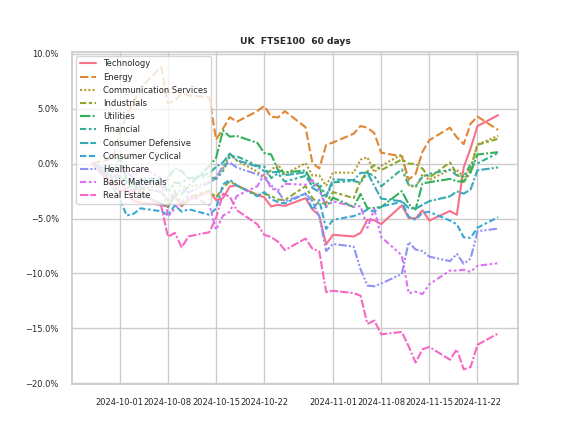 UK FTSE100 60 days
10.0%
5.0%
0.0%
−5.0%
−10.0%
−15.0%
−20.0%
Technology
Energy
Communication Services
Industrials
Utilities
Financial
Consumer Defensive
Consumer Cyclical
Healthcare
Basic Materials
Real Estate
2024-10-01 2024-10-08 2024-10-15 2024-10-22 2024-11-01 2024-11-08 2024-11-15 2024-11-22